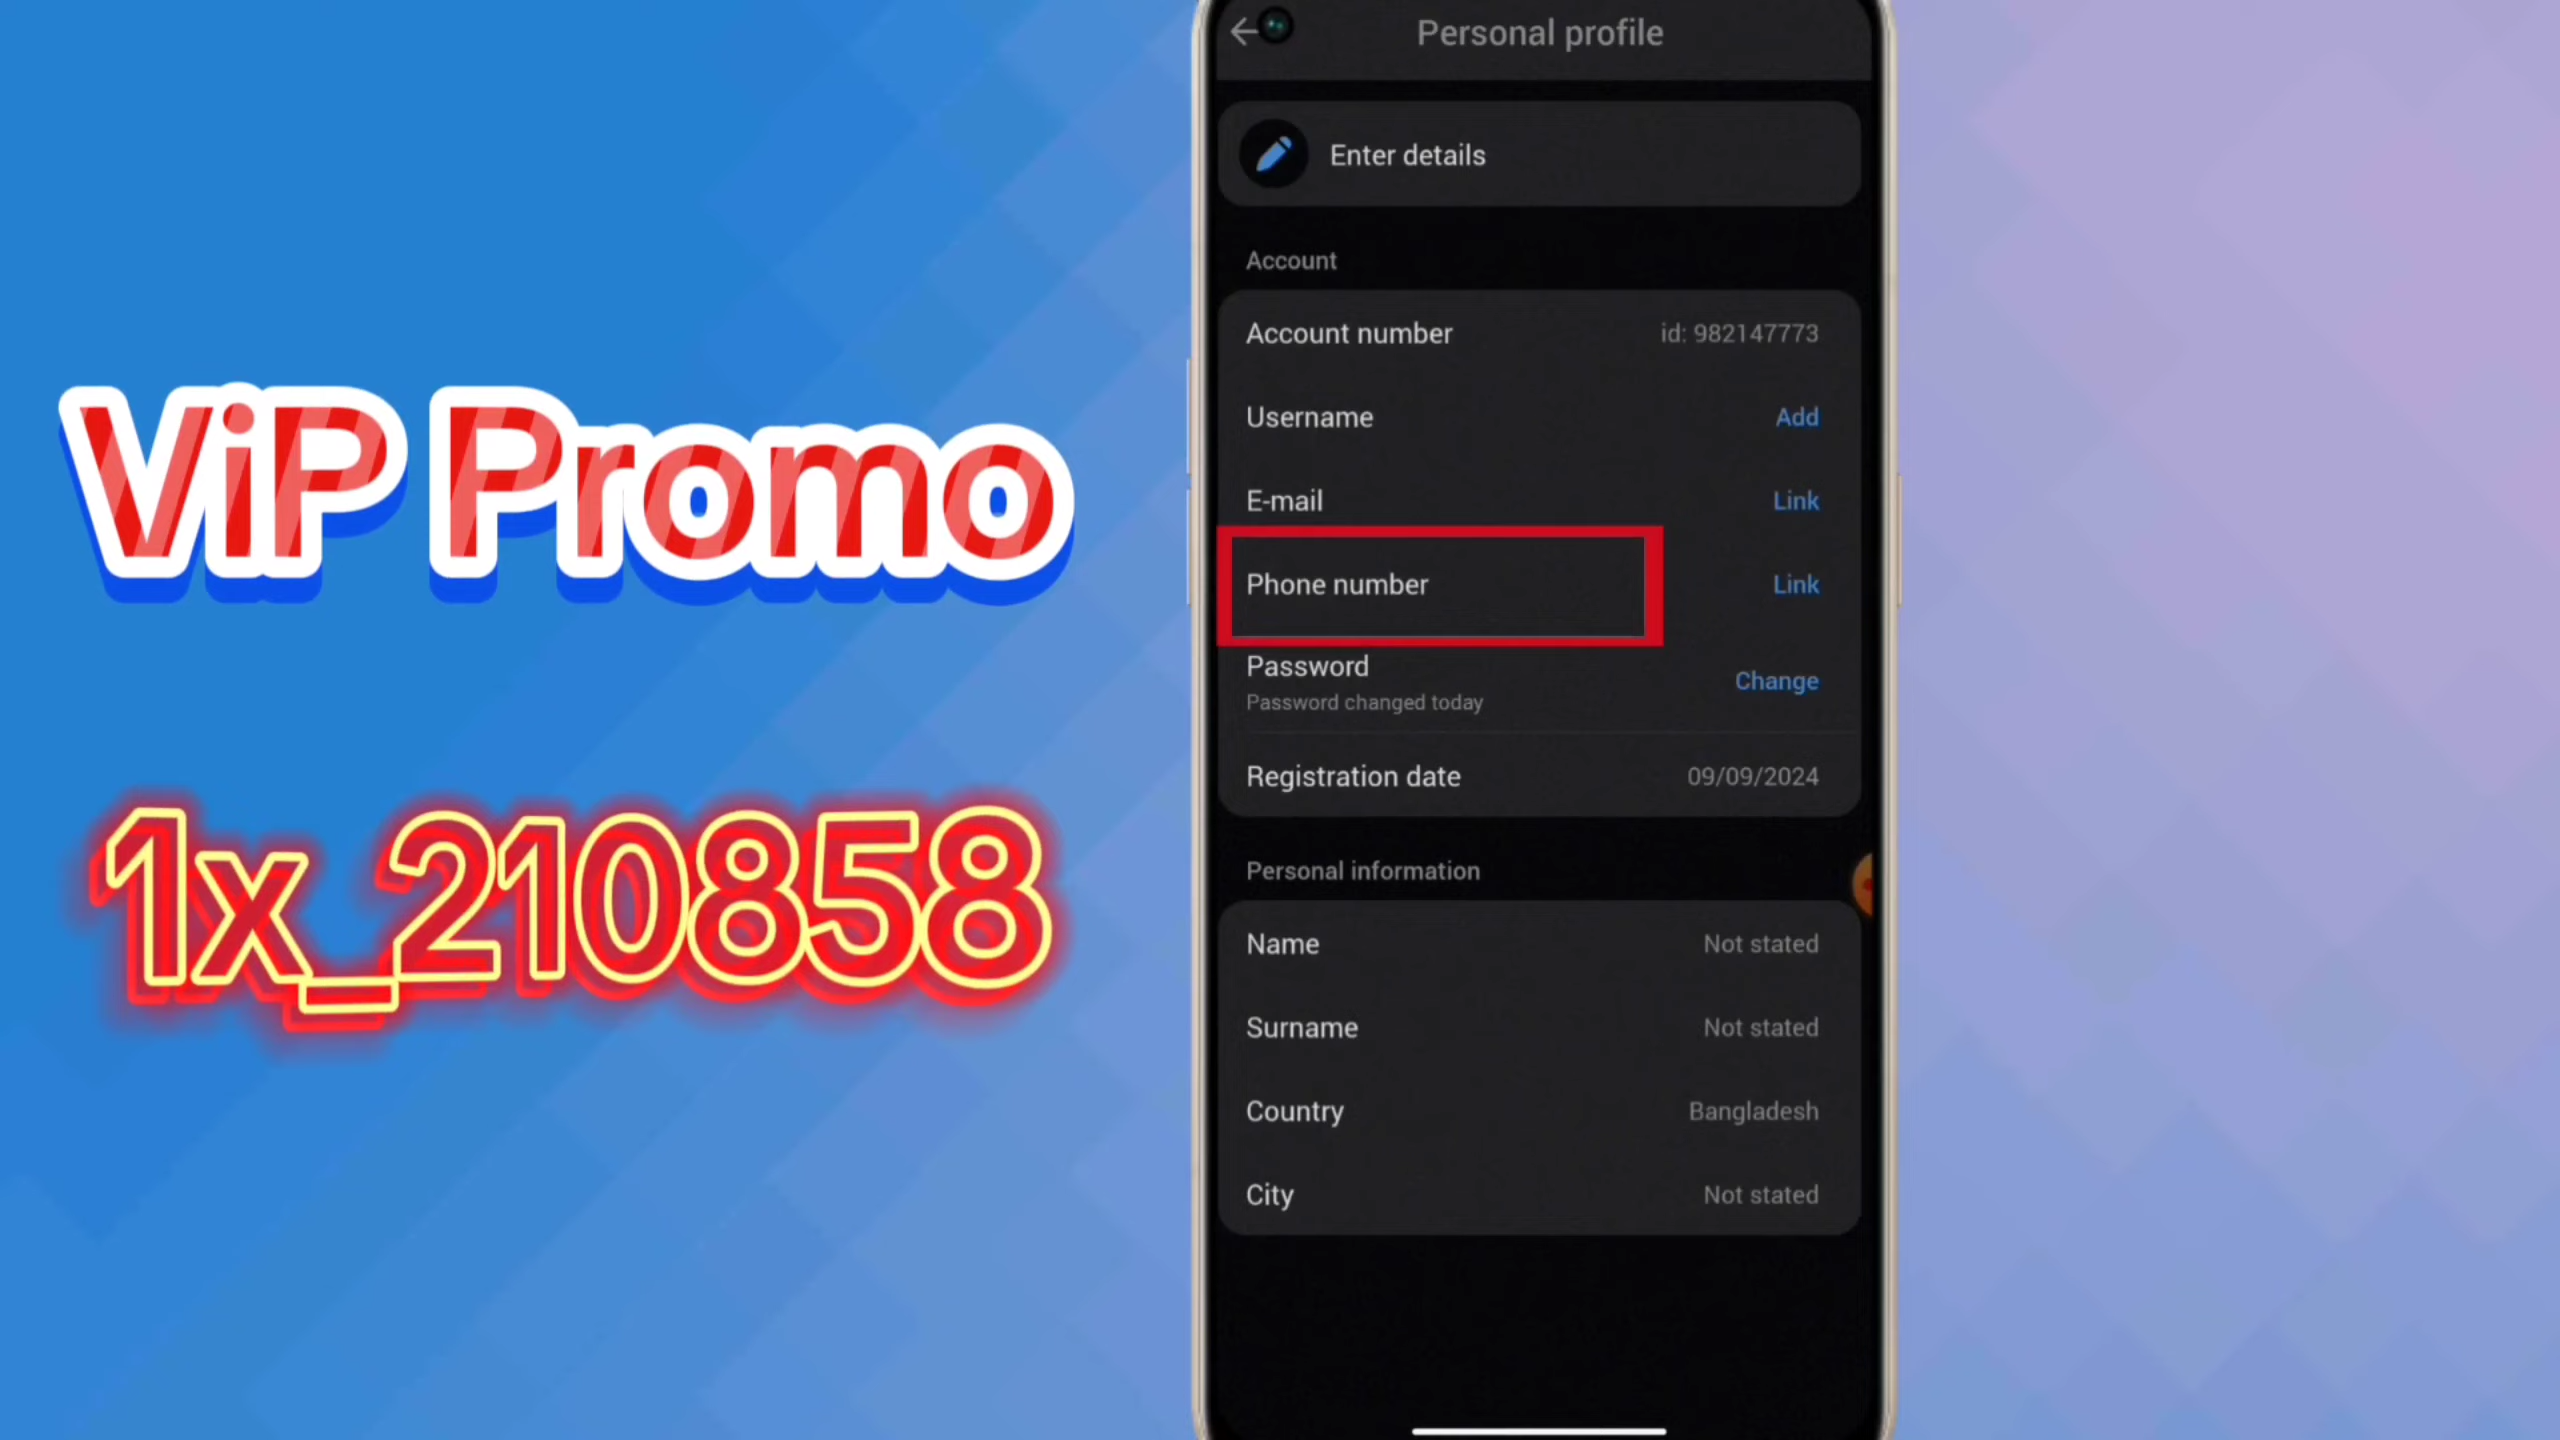 ViP Promo
1x_210858
Personal profile
Enter details
Account
Account number id: 982147773
Username Add
E-mail Link
Phone number Link
Password Change
Password changed today
Registration date 09/09/2024
Personal information
Name Not stated
Surname Not stated
Country Bangladesh
City Not stated